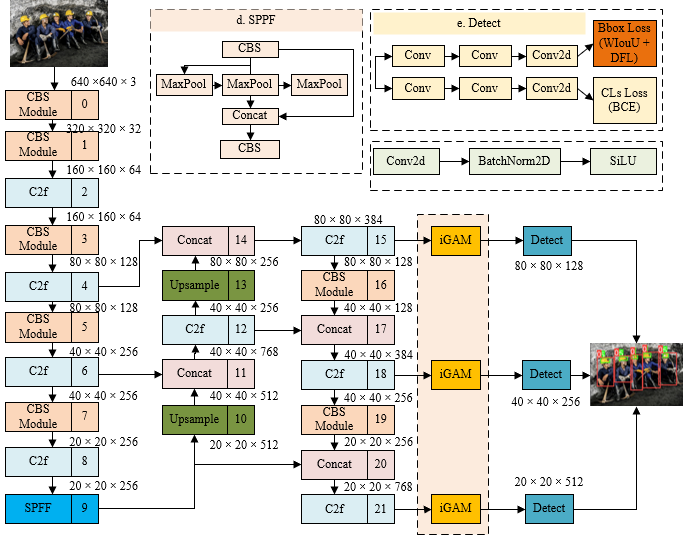 d. SPPF
CBS
MaxPool
MaxPool
MaxPool
Concat
CBS
e. Detect
Conv
Conv
Conv2d
Bbox Loss
(WIouU +
DFL)
Conv
Conv
Conv2d
CLs Loss
(BCE)
Conv2d
BatchNorm2D
SiLU
640 ×640 × 3
CBS
Module
0
320 × 320 × 32
CBS
Module
1
160 × 160 × 64
C2f
2
160 × 160 × 64
CBS
Module
3
80 × 80 × 128
C2f
4
80 × 80 × 128
CBS
Module
5
40 × 40 × 256
C2f
6
40 × 40 × 256
CBS
Module
7
20 × 20 × 256
C2f
8
20 × 20 × 256
SPFF
9
Concat
14
80 × 80 × 256
Upsample
13
40 × 40 × 256
C2f
12
40 × 40 × 768
Concat
11
40 × 40 × 512
Upsample
10
20 × 20 × 512
80 × 80 × 384
C2f
15
80 × 80 × 128
CBS
Module
16
40 × 40 × 128
Concat
17
40 × 40 × 384
C2f
18
40 × 40 × 256
CBS
Module
19
20 × 20 × 256
Concat
20
20 × 20 × 768
C2f
21
iGAM
iGAM
iGAM
Detect
80 × 80 × 128
Detect
40 × 40 × 256
20 × 20 × 512
Detect